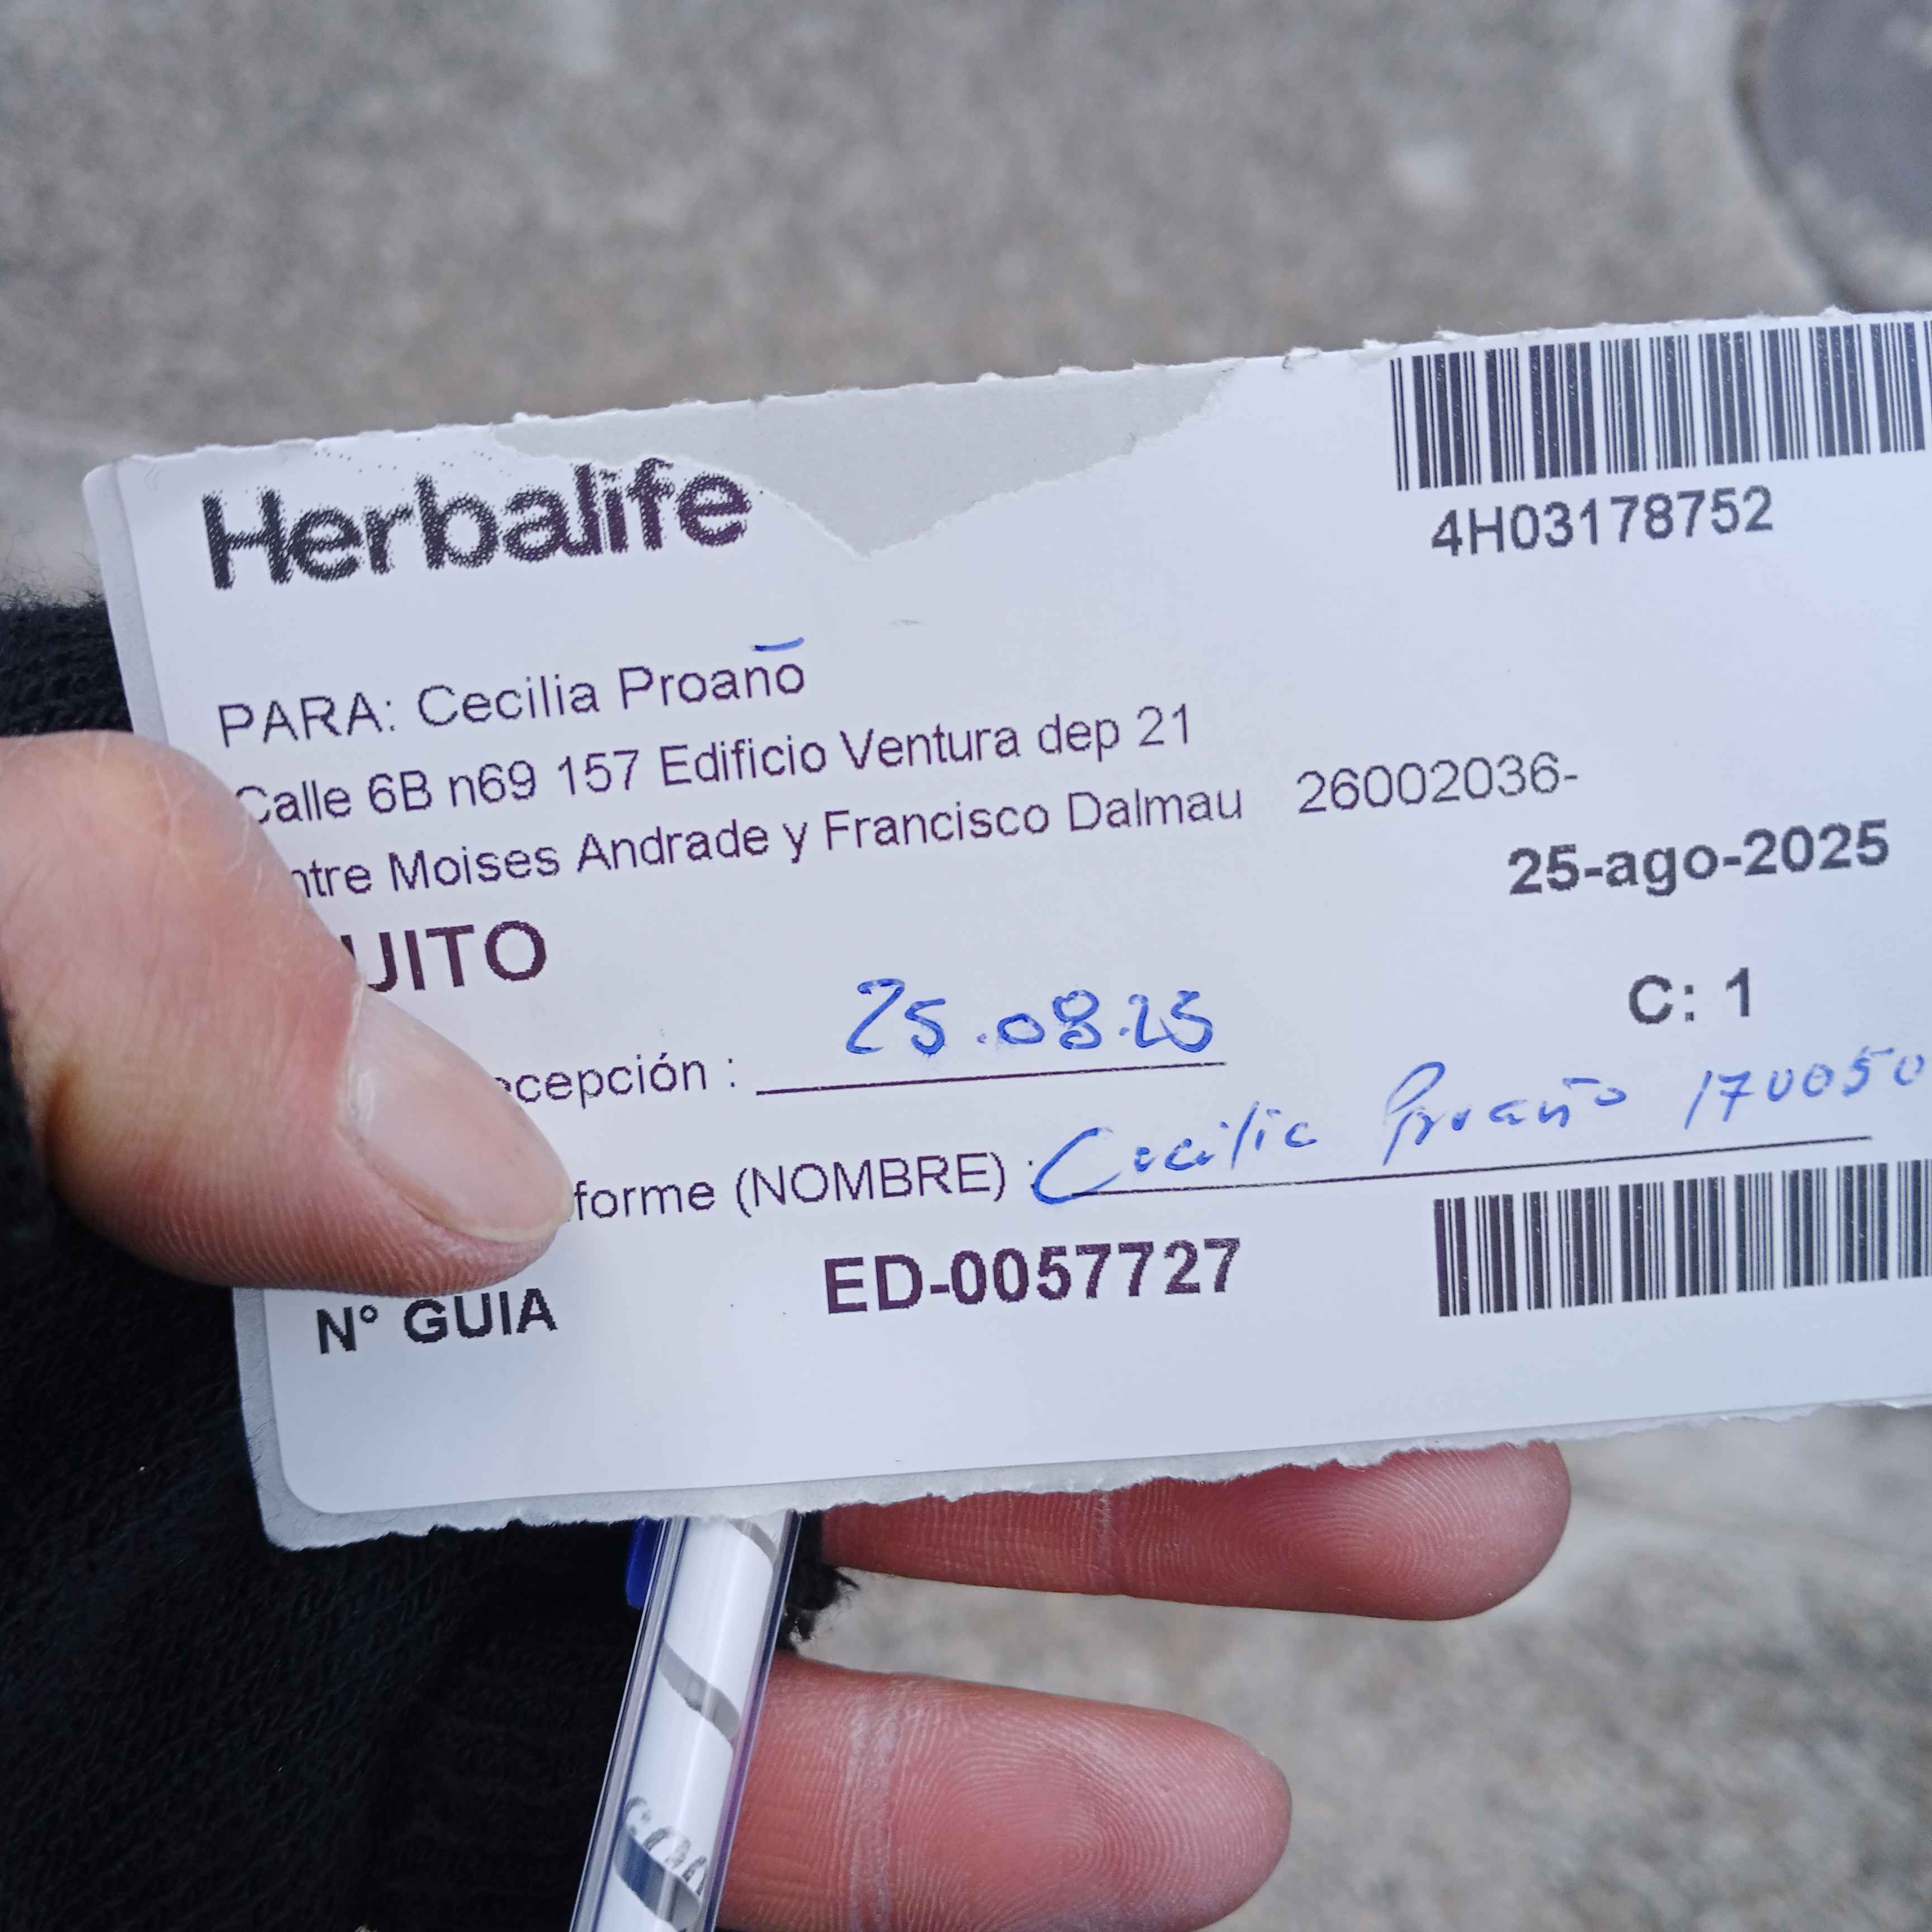 Herbalife
4H03178752
PARA: Cecilia Proaño
Calle 6B n69 157 Edificio Ventura dep 21
ntre Moises Andrade y Francisco Dalmau 26002036-
25-ago-2025
UITO
C: 1
ecepción : 25.08.25
forme (NOMBRE) : Cecilia Proaño 170050
N° GUIA ED-0057727